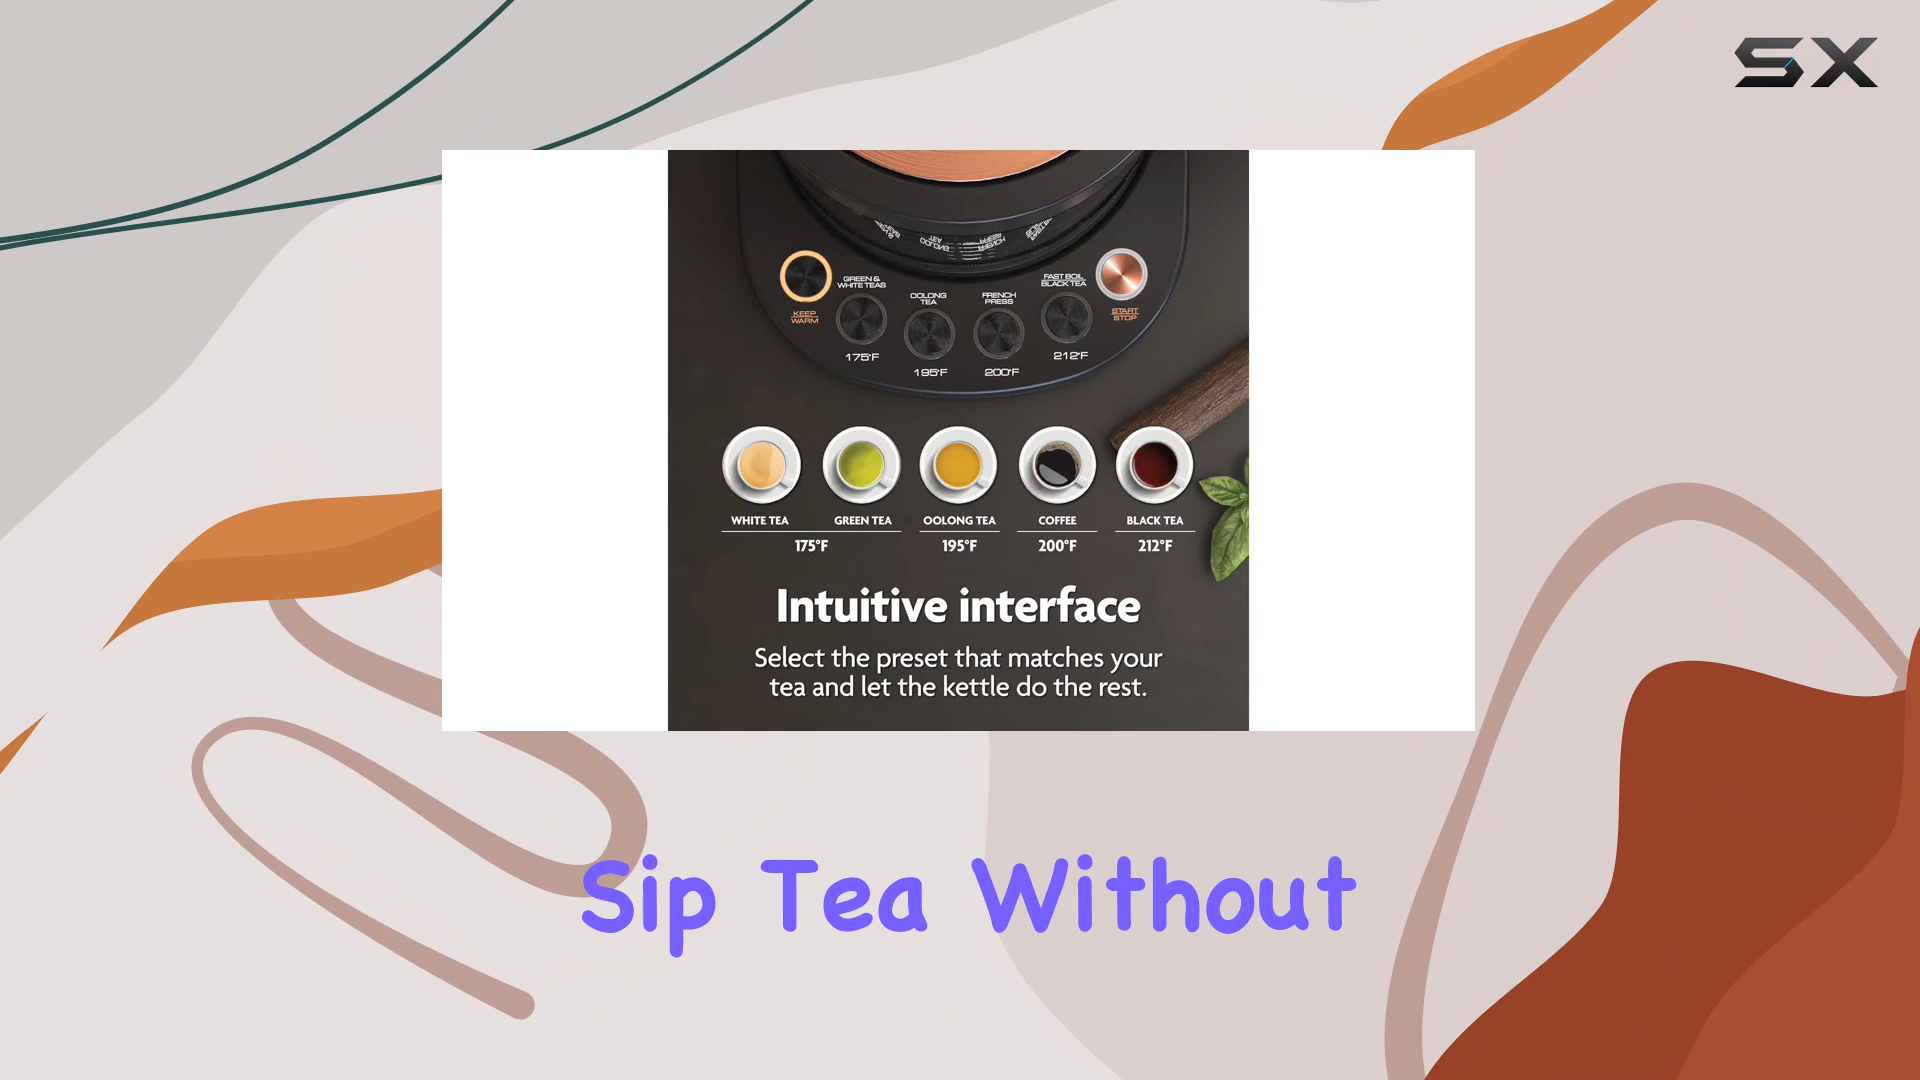 SX
GREEN &
WHITE TEAS
OOLONG
TEA
FRENCH
PRESS
FAST BOIL
BLACK TEA
KEEP
WARM
START
STOP
175°F
195°F
200°F
212°F
WHITE TEA
GREEN TEA
OOLONG TEA
COFFEE
BLACK TEA
175°F
195°F
200°F
212°F
Intuitive interface
Select the preset that matches your
tea and let the kettle do the rest.
Sip Tea Without